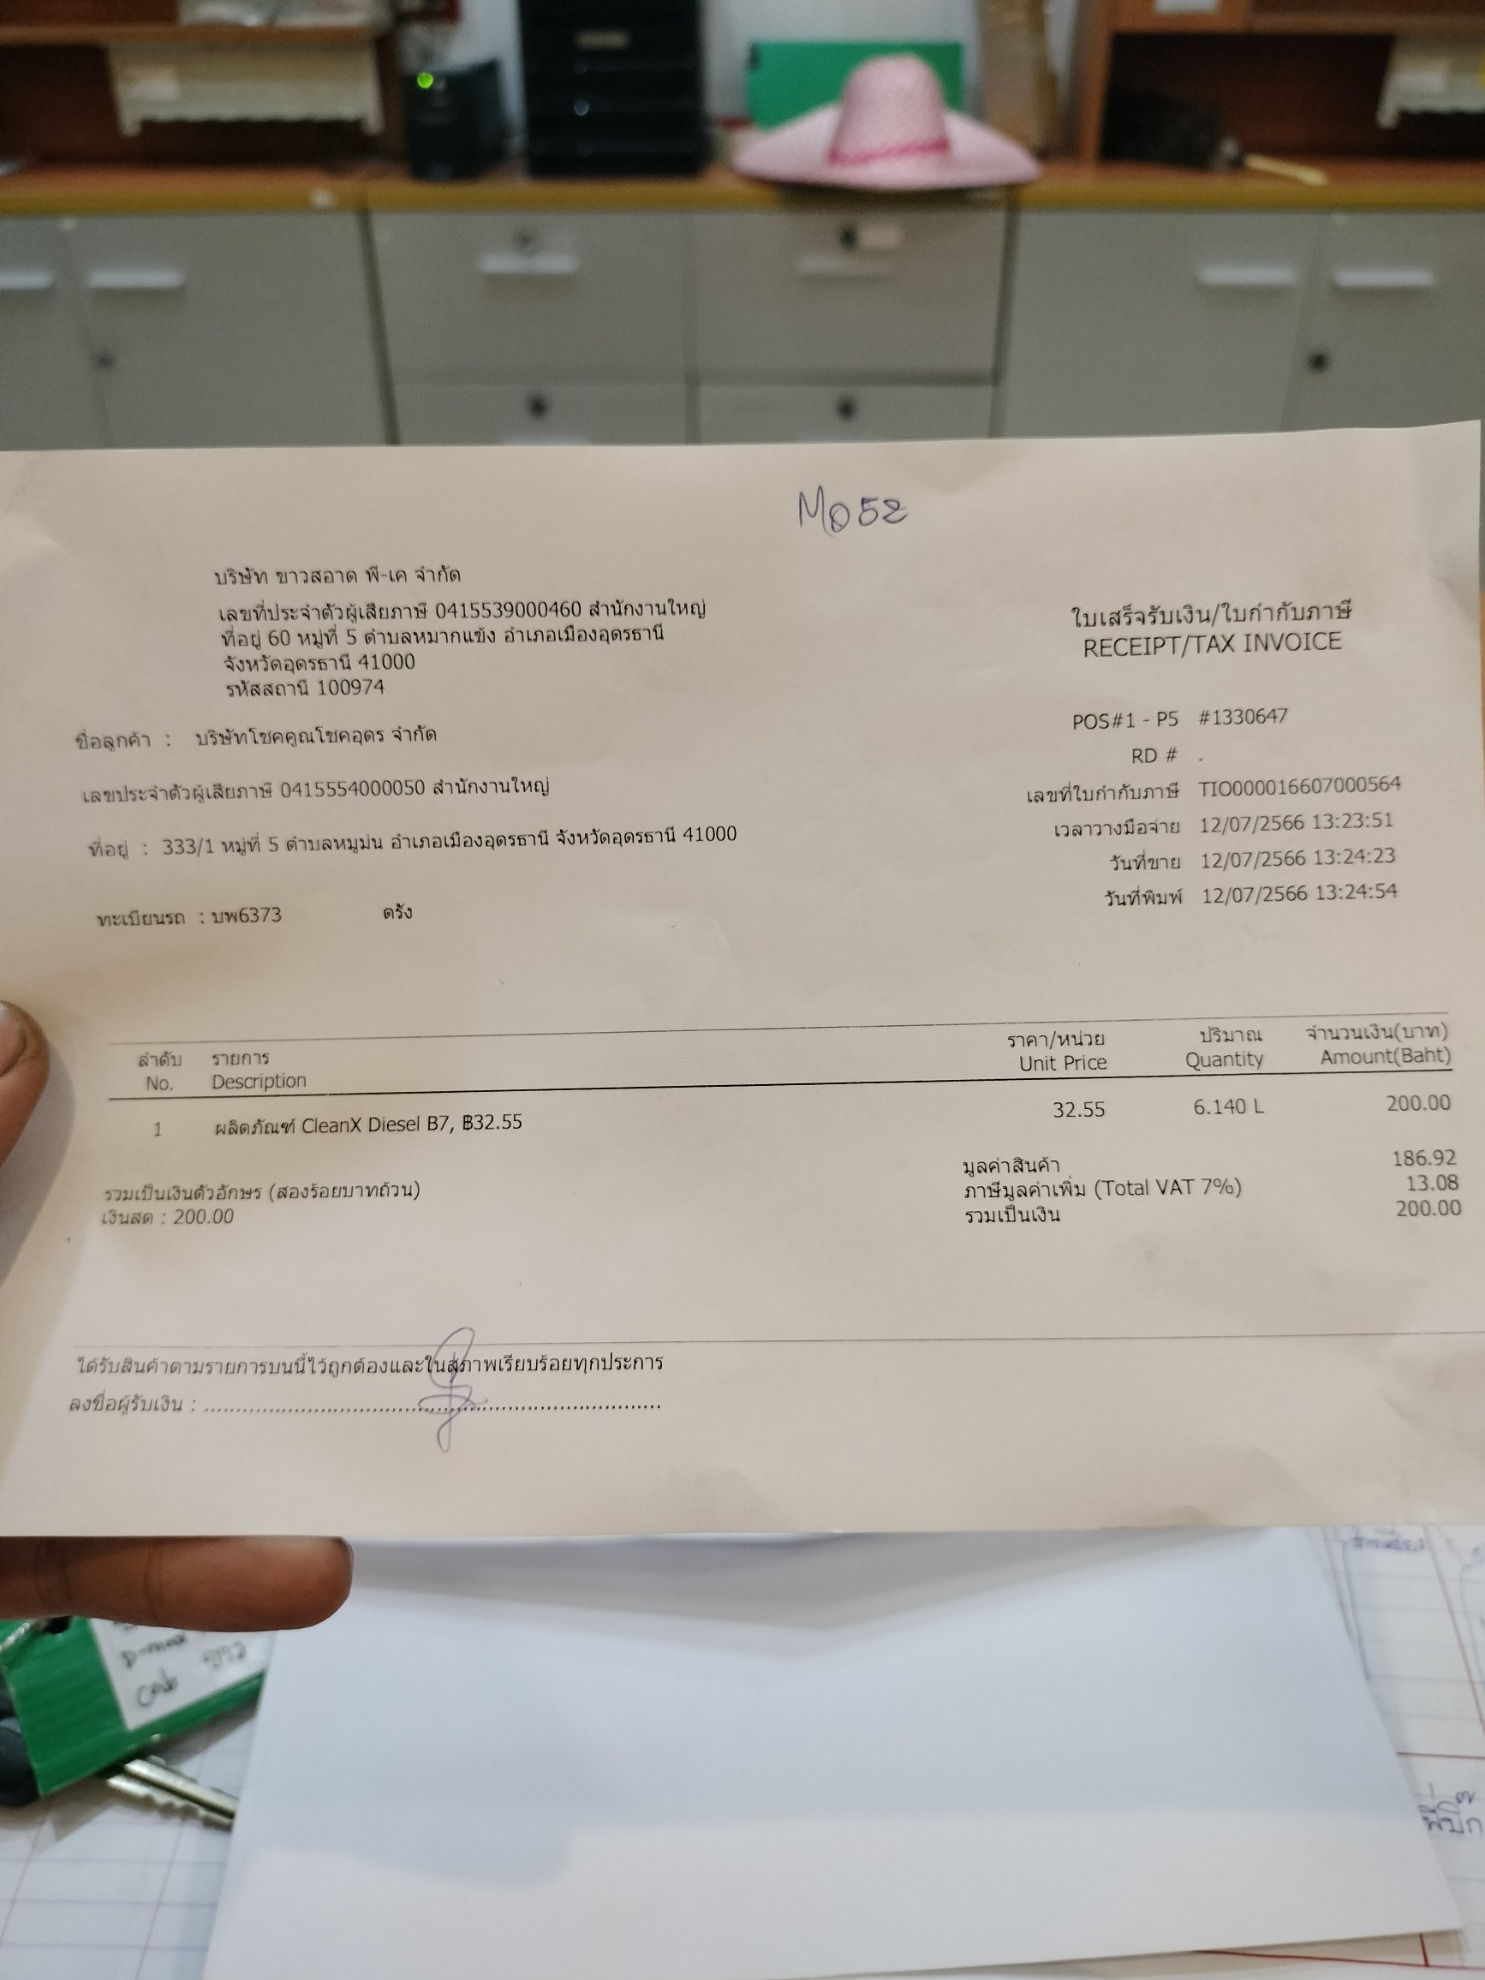 Mo52
บริษัท ขาวสอาด พี-เค จำกัด
เลขที่ประจำตัวผู้เสียภาษี 0415539000460 สำนักงานใหญ่
ที่อยู่ 60 หมู่ที่ 5 ตำบลหมากแข้ง อำเภอเมืองอุดรธานี
จังหวัดอุดรธานี 41000
รหัสสถานี 100974
ใบเสร็จรับเงิน/ใบกำกับภาษี
RECEIPT/TAX INVOICE
ชื่อลูกค้า : บริษัทโชคคูณโชคอุดร จำกัด
เลขประจำตัวผู้เสียภาษี 0415554000050 สำนักงานใหญ่
ที่อยู่ : 333/1 หมู่ที่ 5 ตำบลหมูม่น อำเภอเมืองอุดรธานี จังหวัดอุดรธานี 41000
ทะเบียนรถ : บพ6373 ตรัง
POS#1 - P5 #1330647
RD # .
เลขที่ใบกำกับภาษี TIO000016607000564
เวลาวางมือจ่าย 12/07/2566 13:23:51
วันที่ขาย 12/07/2566 13:24:23
วันที่พิมพ์ 12/07/2566 13:24:54
ลำดับ รายการ ราคา/หน่วย ปริมาณ จำนวนเงิน(บาท)
No. Description Unit Price Quantity Amount(Baht)
1 ผลิตภัณฑ์ CleanX Diesel B7, ฿32.55 32.55 6.140 L 200.00
มูลค่าสินค้า 186.92
รวมเป็นเงินตัวอักษร (สองร้อยบาทถ้วน) ภาษีมูลค่าเพิ่ม (Total VAT 7%) 13.08
เงินสด : 200.00 รวมเป็นเงิน 200.00
ได้รับสินค้าตามรายการบนนี้ไว้ถูกต้องและในสภาพเรียบร้อยทุกประการ
ลงชื่อผู้รับเงิน : ........................................................................
พี่บิ๊ก